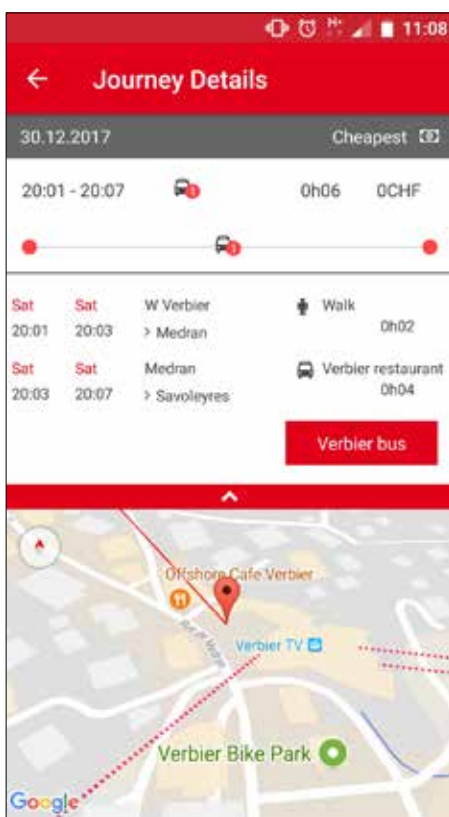 H+ 11:08
Journey Details
30.12.2017 Cheapest
20:01 - 20:07 1 0h06 0CHF
1
Sat Sat W Verbier Walk
20:01 20:03 > Medran 0h02
Sat Sat Medran Verbier restaurant
20:03 20:07 > Savoleyres 0h04
Verbier bus
Offshore Cafe Verbier
Verbier TV
Verbier Bike Park
Google